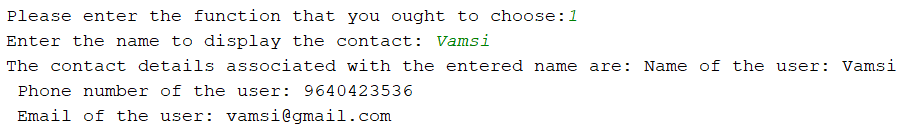 Please enter the function that you ought to choose:1
Enter the name to display the contact: Vamsi
The contact details associated with the entered name are: Name of the user: Vamsi
Phone number of the user: 9640423536
Email of the user: vamsi@gmail.com